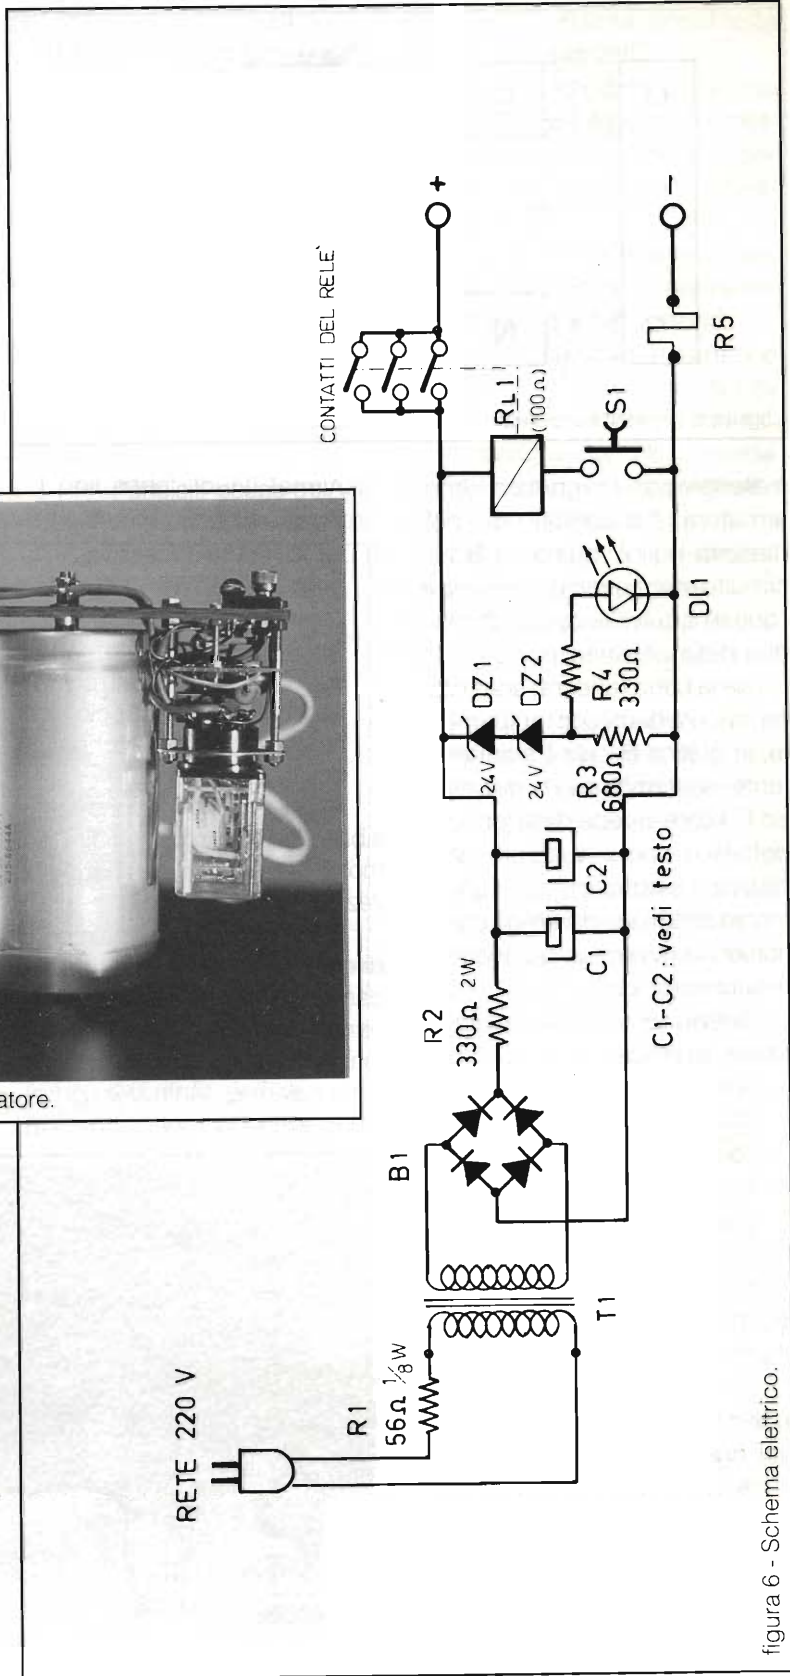 RETE 220 V
R1
56Ω 1/8W
T1
B1
R2
330Ω 2W
C1
C2
C1-C2: vedi testo
24V
DZ1
24V
DZ2
R3
680Ω
R4
330Ω
Dl1
CONTATTI DEL RELE`
RL1
(100Ω)
S1
R5
+
−
atore.
figura 6 - Schema elettrico.